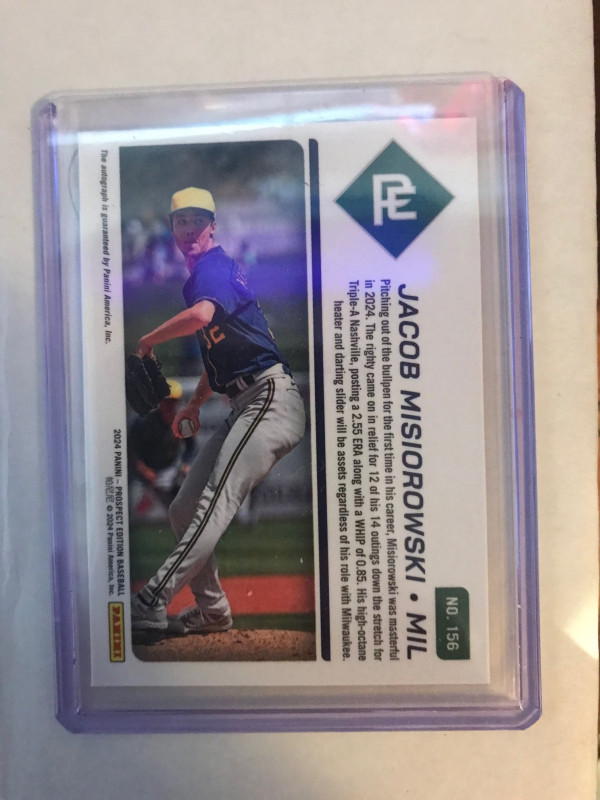 NO. 156
JACOB MISIOROWSKI • MIL
Pitching out of the bullpen for the first time in his career, Misiorowski was masterful
in 2024. The righty came on in relief for 12 of his 14 outings down the stretch for
Triple-A Nashville, posting a 2.55 ERA along with a WHIP of 0.85. His high-octane
heater and darting slider will be assets regardless of his role with Milwaukee.
The autograph is guaranteed by Panini America, Inc.
2024 PANINI – PROSPECT EDITION BASEBALL
© 2024 Panini America, Inc.
PANINI